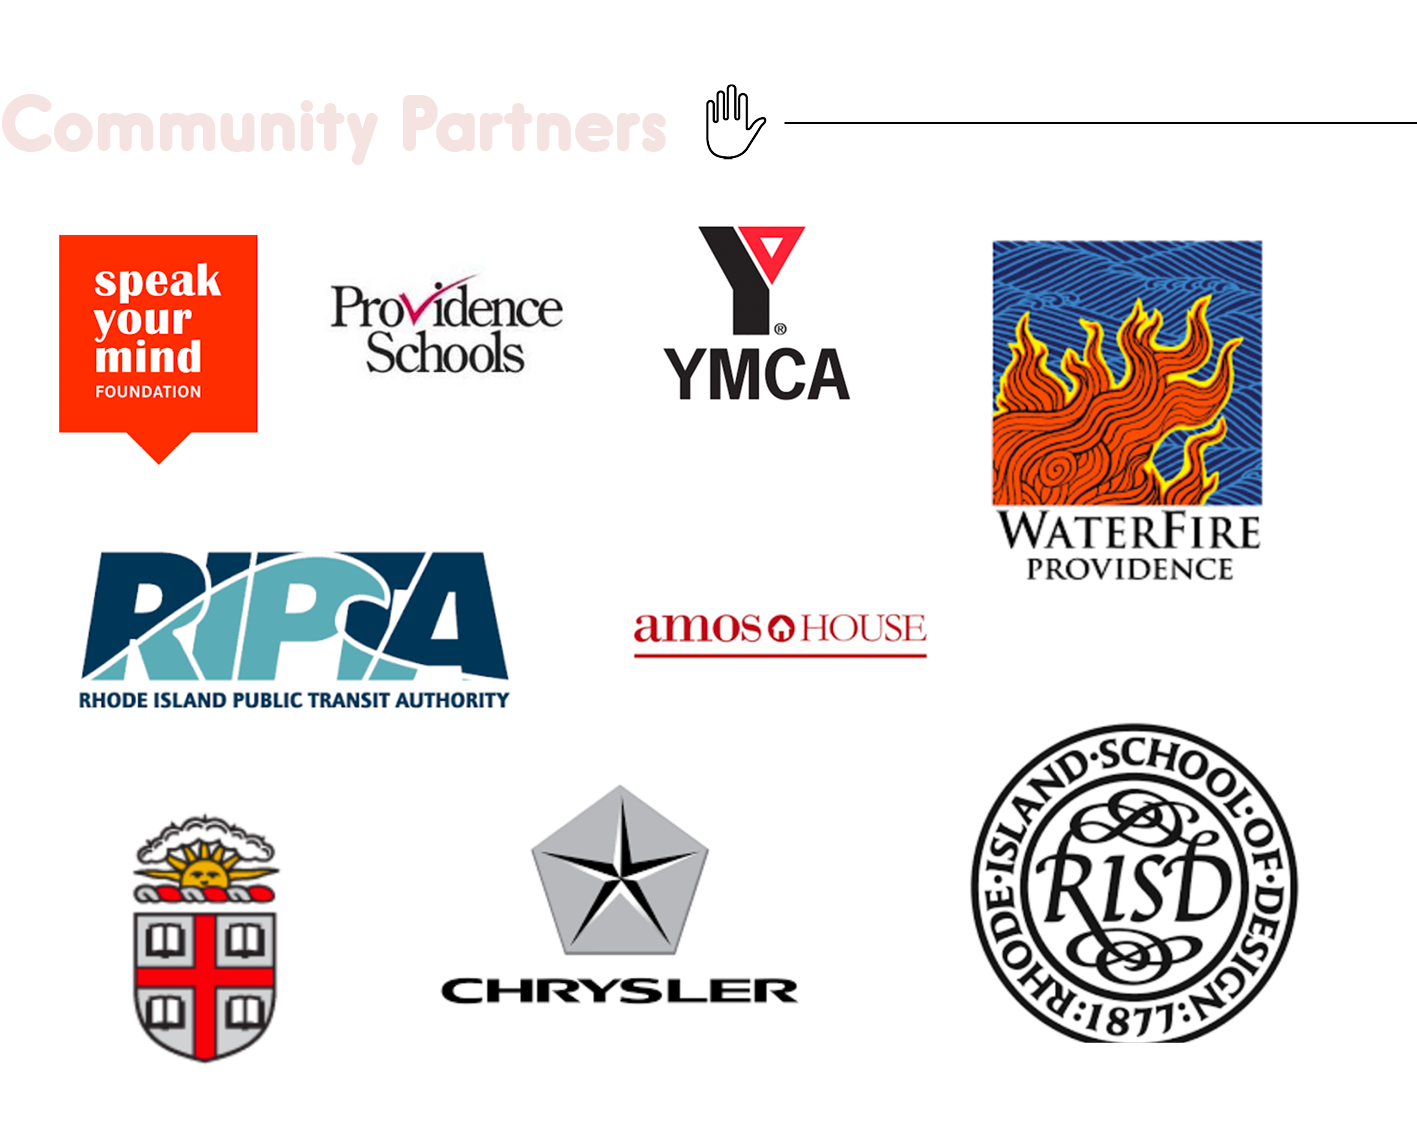 Community Partners
speak
your
mind
FOUNDATION
Providence
Schools
YMCA
®
WATERFIRE
PROVIDENCE
RIPTA
RHODE ISLAND PUBLIC TRANSIT AUTHORITY
amos HOUSE
CHRYSLER
RHODE·ISLAND·SCHOOL·OF·DESIGN
RISD
:1877: